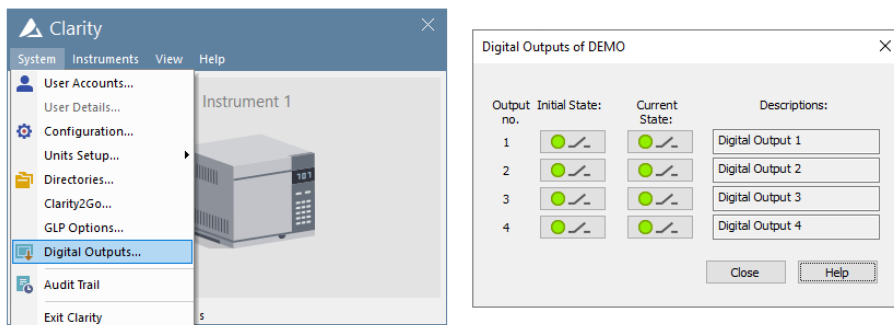 Clarity
System Instruments View Help
User Accounts...
User Details...
Configuration...
Units Setup...
Directories...
Clarity2Go...
GLP Options...
Digital Outputs...
Audit Trail
Exit Clarity
Instrument 1
707
s
Digital Outputs of DEMO
Output no. Initial State: Current State: Descriptions:
1 Digital Output 1
2 Digital Output 2
3 Digital Output 3
4 Digital Output 4
Close Help